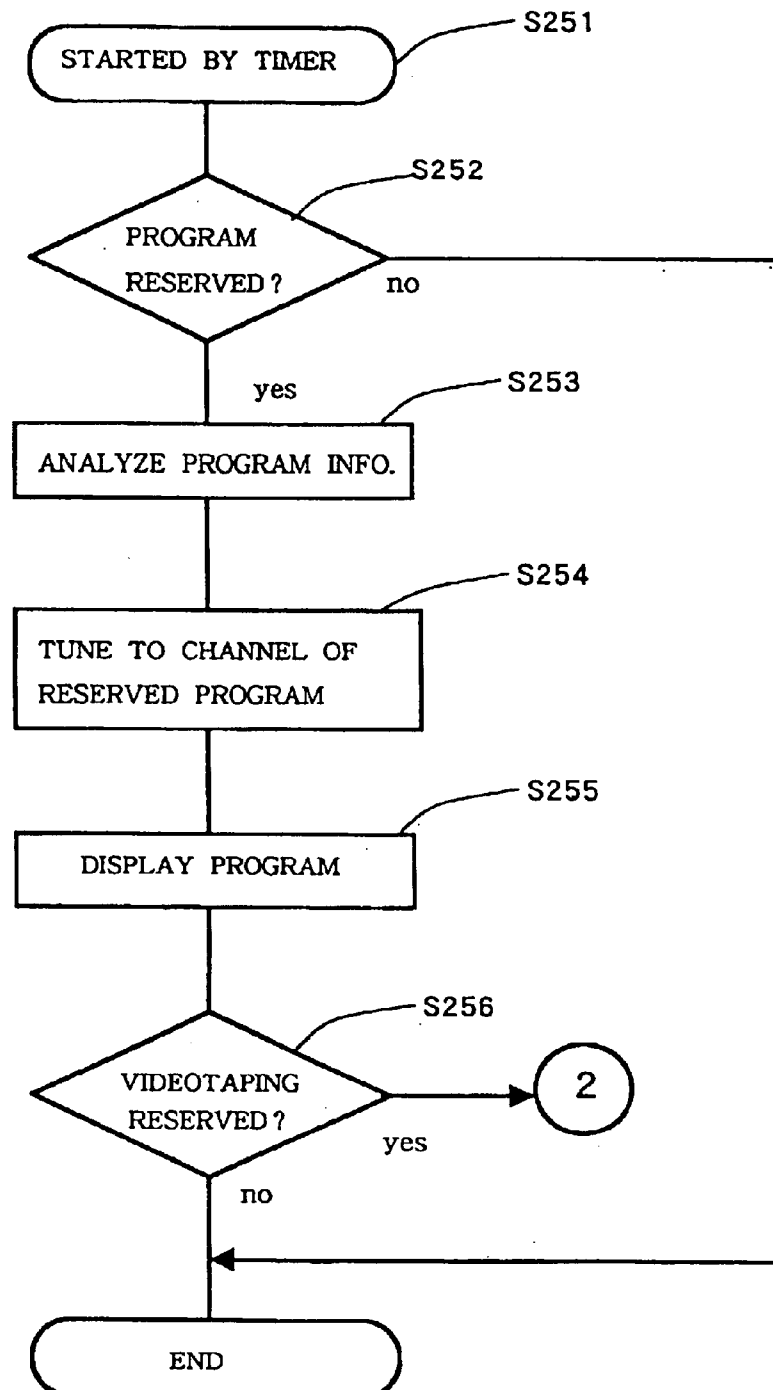 S251
STARTED BY TIMER
S252
PROGRAM
RESERVED?
no
yes
S253
ANALYZE PROGRAM INFO.
S254
TUNE TO CHANNEL OF
RESERVED PROGRAM
S255
DISPLAY PROGRAM
S256
VIDEOTAPING
RESERVED?
2
yes
no
END